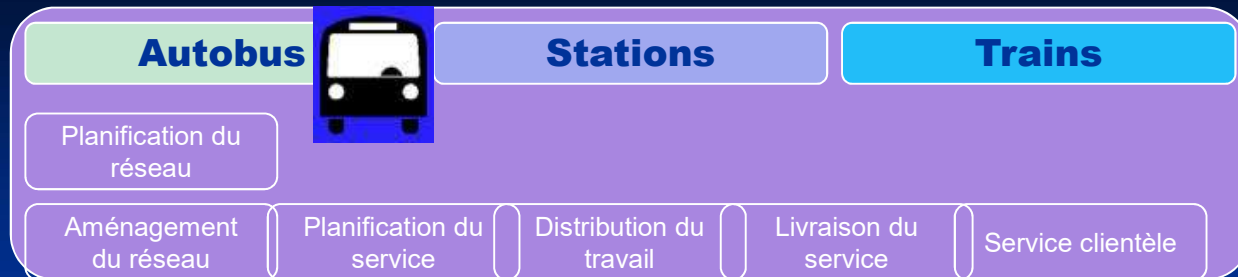 Autobus
Stations
Trains
Planification du
réseau
Aménagement
du réseau
Planification du
service
Distribution du
travail
Livraison du
service
Service clientèle